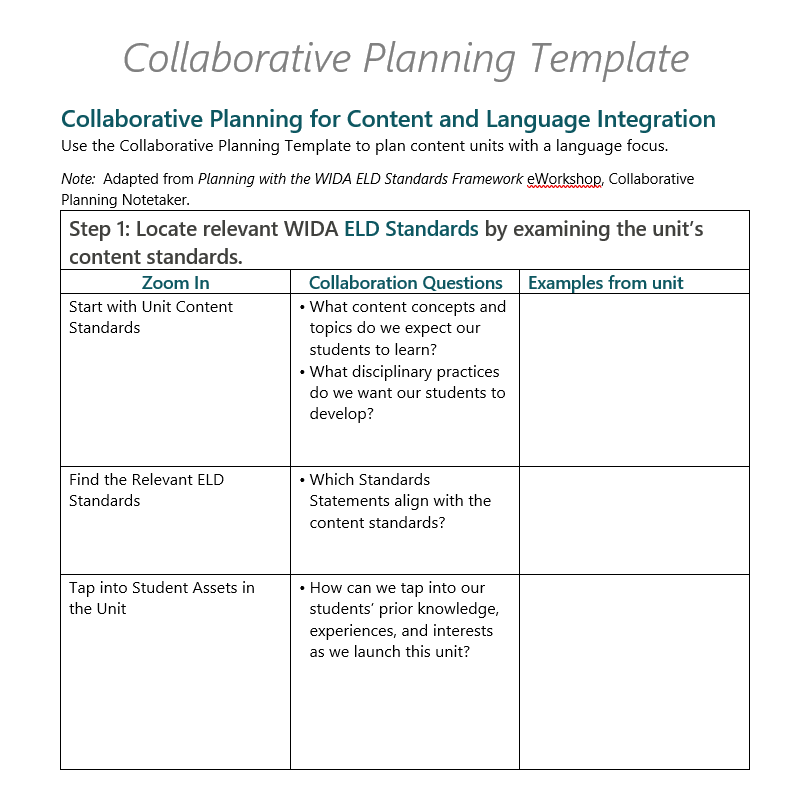 Collaborative Planning Template
Collaborative Planning for Content and Language Integration
Use the Collaborative Planning Template to plan content units with a language focus.
Note:  Adapted from Planning with the WIDA ELD Standards Framework eWorkshop, Collaborative
Planning Notetaker.
Step 1: Locate relevant WIDA ELD Standards by examining the unit’s
content standards.
Zoom In
Collaboration Questions
Examples from unit
Start with Unit Content
Standards
• What content concepts and
topics do we expect our
students to learn?
• What disciplinary practices
do we want our students to
develop?
Find the Relevant ELD
Standards
• Which Standards
Statements align with the
content standards?
Tap into Student Assets in
the Unit
• How can we tap into our
students’ prior knowledge,
experiences, and interests
as we launch this unit?